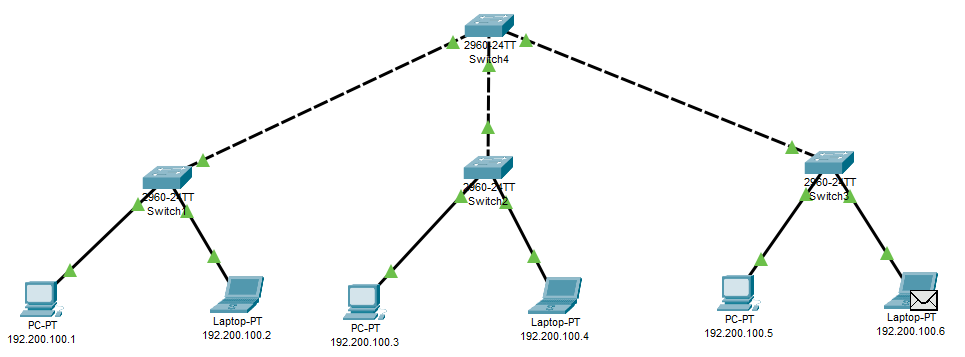 2960-24TT
Switch4
2960-24TT
Switch1
2960-24TT
Switch2
2960-24TT
Switch3
PC-PT
192.200.100.1
Laptop-PT
192.200.100.2
PC-PT
192.200.100.3
Laptop-PT
192.200.100.4
PC-PT
192.200.100.5
Laptop-PT
192.200.100.6